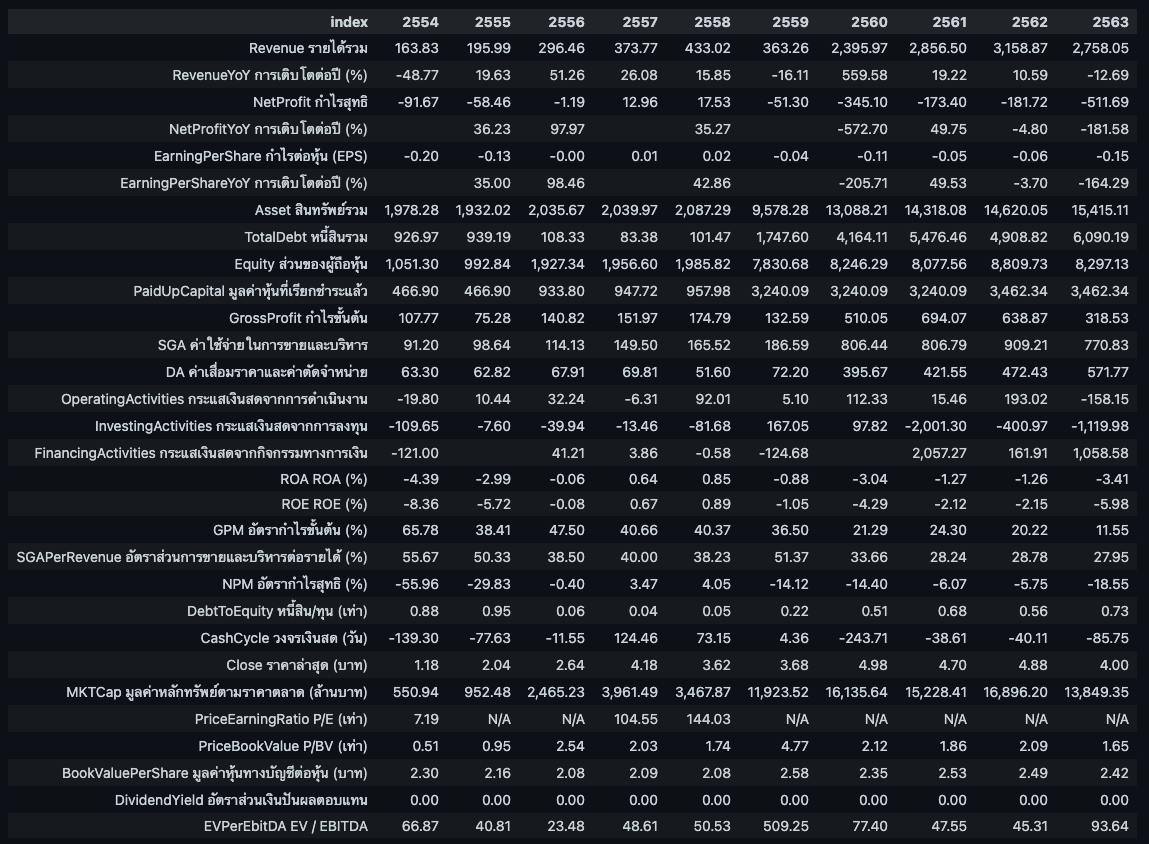 index 2554 2555 2556 2557 2558 2559 2560 2561 2562 2563
Revenue รายได้รวม 163.83 195.99 296.46 373.77 433.02 363.26 2,395.97 2,856.50 3,158.87 2,758.05
RevenueYoY การเติบโตต่อปี (%) -48.77 19.63 51.26 26.08 15.85 -16.11 559.58 19.22 10.59 -12.69
NetProfit กำไรสุทธิ -91.67 -58.46 -1.19 12.96 17.53 -51.30 -345.10 -173.40 -181.72 -511.69
NetProfitYoY การเติบโตต่อปี (%) 36.23 97.97 35.27 -572.70 49.75 -4.80 -181.58
EarningPerShare กำไรต่อหุ้น (EPS) -0.20 -0.13 -0.00 0.01 0.02 -0.04 -0.11 -0.05 -0.06 -0.15
EarningPerShareYoY การเติบโตต่อปี (%) 35.00 98.46 42.86 -205.71 49.53 -3.70 -164.29
Asset สินทรัพย์รวม 1,978.28 1,932.02 2,035.67 2,039.97 2,087.29 9,578.28 13,088.21 14,318.08 14,620.05 15,415.11
TotalDebt หนี้สินรวม 926.97 939.19 108.33 83.38 101.47 1,747.60 4,164.11 5,476.46 4,908.82 6,090.19
Equity ส่วนของผู้ถือหุ้น 1,051.30 992.84 1,927.34 1,956.60 1,985.82 7,830.68 8,246.29 8,077.56 8,809.73 8,297.13
PaidUpCapital มูลค่าหุ้นที่เรียกชำระแล้ว 466.90 466.90 933.80 947.72 957.98 3,240.09 3,240.09 3,240.09 3,462.34 3,462.34
GrossProfit กำไรขั้นต้น 107.77 75.28 140.82 151.97 174.79 132.59 510.05 694.07 638.87 318.53
SGA ค่าใช้จ่ายในการขายและบริหาร 91.20 98.64 114.13 149.50 165.52 186.59 806.44 806.79 909.21 770.83
DA ค่าเสื่อมราคาและค่าตัดจำหน่าย 63.30 62.82 67.91 69.81 51.60 72.20 395.67 421.55 472.43 571.77
OperatingActivities กระแสเงินสดจากการดำเนินงาน -19.80 10.44 32.24 -6.31 92.01 5.10 112.33 15.46 193.02 -158.15
InvestingActivities กระแสเงินสดจากการลงทุน -109.65 -7.60 -39.94 -13.46 -81.68 167.05 97.82 -2,001.30 -400.97 -1,119.98
FinancingActivities กระแสเงินสดจากกิจกรรมทางการเงิน -121.00 41.21 3.86 -0.58 -124.68 2,057.27 161.91 1,058.58
ROA ROA (%) -4.39 -2.99 -0.06 0.64 0.85 -0.88 -3.04 -1.27 -1.26 -3.41
ROE ROE (%) -8.36 -5.72 -0.08 0.67 0.89 -1.05 -4.29 -2.12 -2.15 -5.98
GPM อัตรากำไรขั้นต้น (%) 65.78 38.41 47.50 40.66 40.37 36.50 21.29 24.30 20.22 11.55
SGAPerRevenue อัตราส่วนการขายและบริหารต่อรายได้ (%) 55.67 50.33 38.50 40.00 38.23 51.37 33.66 28.24 28.78 27.95
NPM อัตรากำไรสุทธิ (%) -55.96 -29.83 -0.40 3.47 4.05 -14.12 -14.40 -6.07 -5.75 -18.55
DebtToEquity หนี้สิน/ทุน (เท่า) 0.88 0.95 0.06 0.04 0.05 0.22 0.51 0.68 0.56 0.73
CashCycle วงจรเงินสด (วัน) -139.30 -77.63 -11.55 124.46 73.15 4.36 -243.71 -38.61 -40.11 -85.75
Close ราคาล่าสุด (บาท) 1.18 2.04 2.64 4.18 3.62 3.68 4.98 4.70 4.88 4.00
MKTCap มูลค่าหลักทรัพย์ตามราคาตลาด (ล้านบาท) 550.94 952.48 2,465.23 3,961.49 3,467.87 11,923.52 16,135.64 15,228.41 16,896.20 13,849.35
PriceEarningRatio P/E (เท่า) 7.19 N/A N/A 104.55 144.03 N/A N/A N/A N/A N/A
PriceBookValue P/BV (เท่า) 0.51 0.95 2.54 2.03 1.74 4.77 2.12 1.86 2.09 1.65
BookValuePerShare มูลค่าหุ้นทางบัญชีต่อหุ้น (บาท) 2.30 2.16 2.08 2.09 2.08 2.58 2.35 2.53 2.49 2.42
DividendYield อัตราส่วนเงินปันผลตอบแทน 0.00 0.00 0.00 0.00 0.00 0.00 0.00 0.00 0.00 0.00
EVPerEbitDA EV / EBITDA 66.87 40.81 23.48 48.61 50.53 509.25 77.40 47.55 45.31 93.64